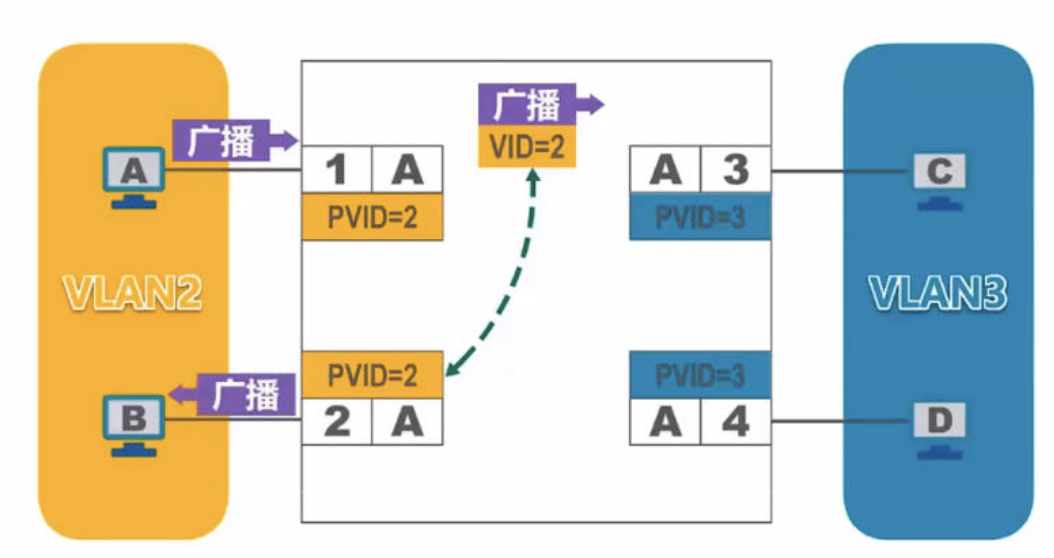 广播
VID=2
广播
A
1 A
PVID=2
A 3
PVID=3
C
VLAN2
VLAN3
PVID=2
2 A
广播
B
PVID=3
A 4
D